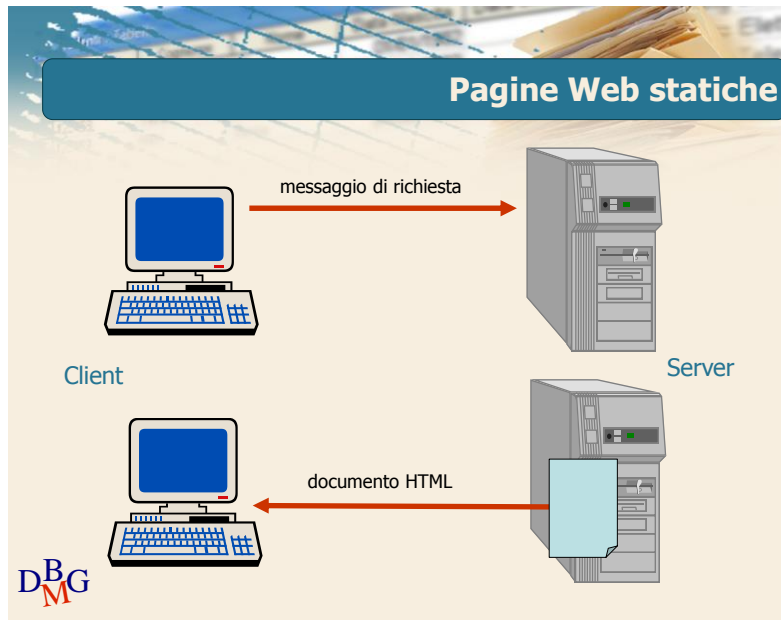 Pagine Web statiche
messaggio di richiesta
Client
Server
documento HTML
DBMG